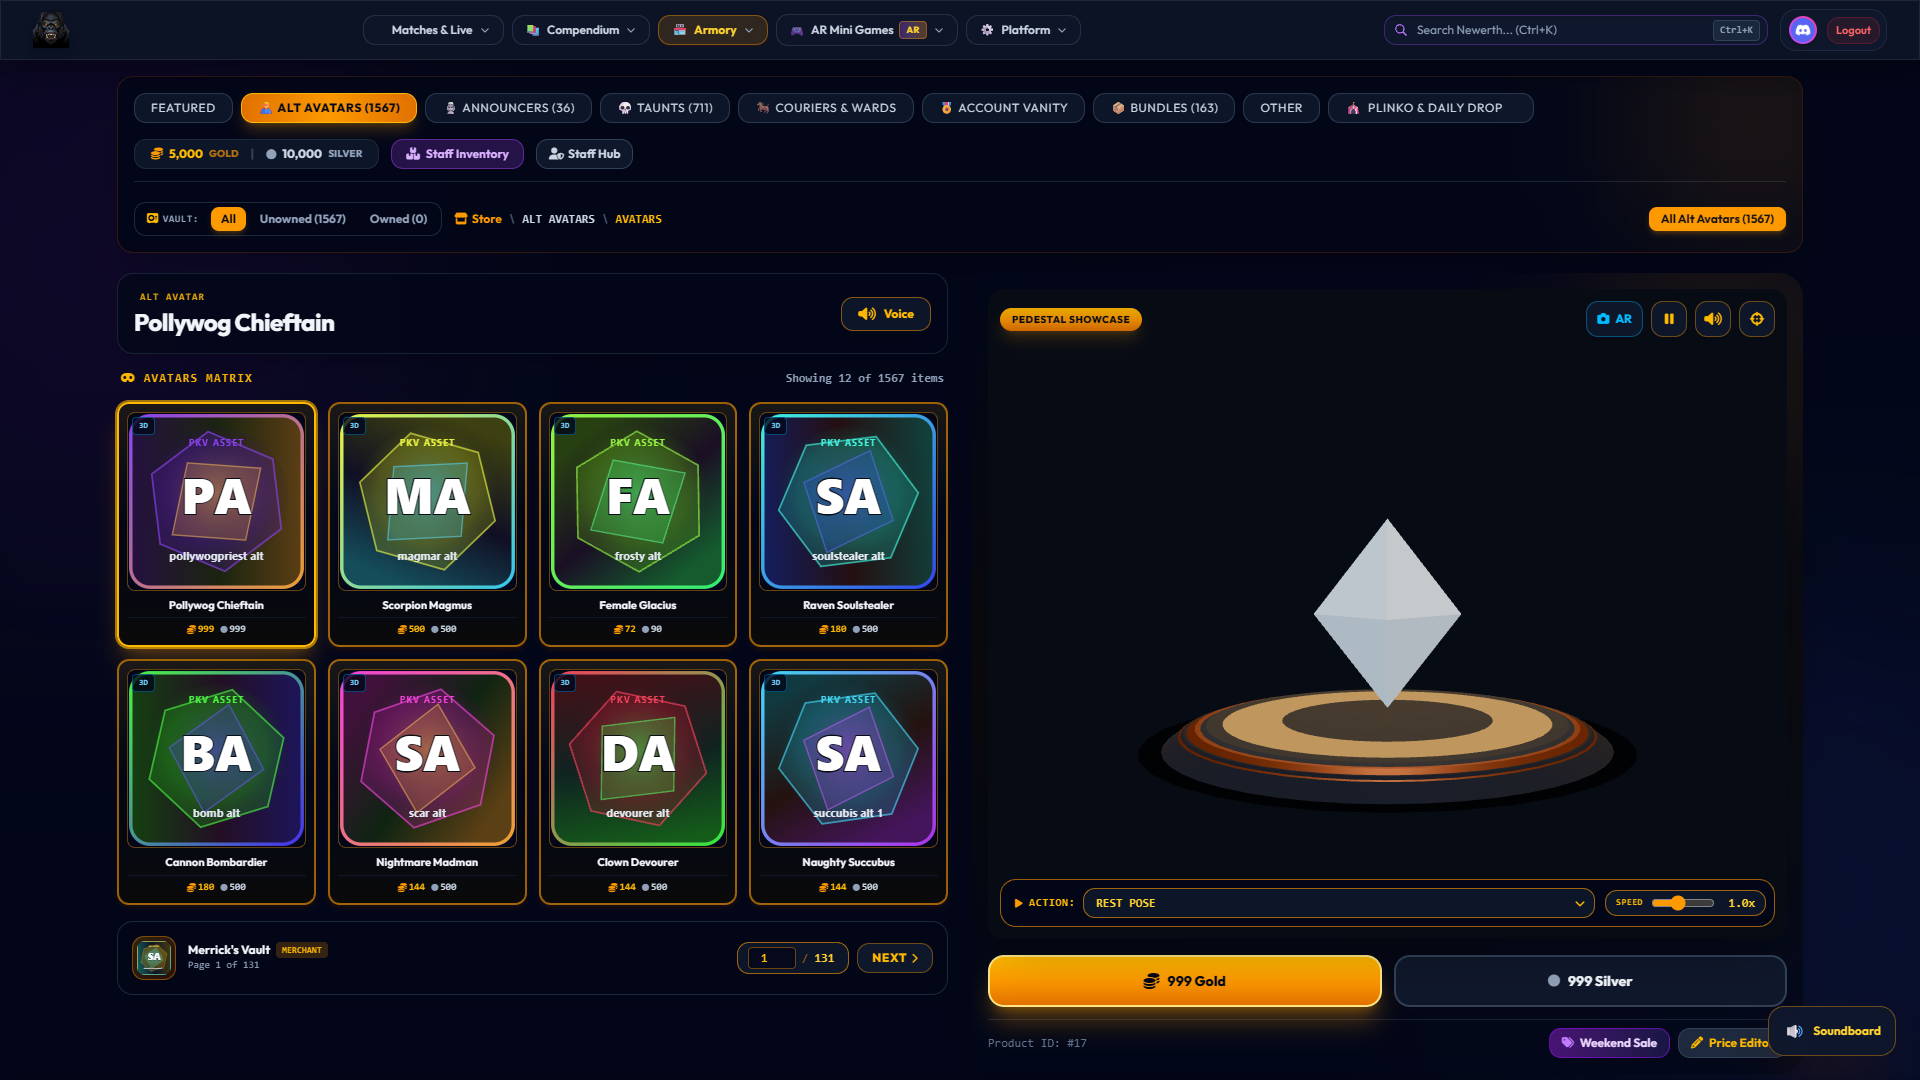 Matches & Live
Compendium
Armory
AR Mini Games AR
Platform
Search Newerth... (Ctrl+K) Ctrl+K
Logout
FEATURED
ALT AVATARS (1567)
ANNOUNCERS (36)
TAUNTS (711)
COURIERS & WARDS
ACCOUNT VANITY
BUNDLES (163)
OTHER
PLINKO & DAILY DROP
5,000 GOLD | 10,000 SILVER
Staff Inventory
Staff Hub
VAULT: All Unowned (1567) Owned (0)
Store \ ALT AVATARS \ AVATARS
All Alt Avatars (1567)
ALT AVATAR
Pollywog Chieftain
Voice
AVATARS MATRIX
Showing 12 of 1567 items
3D
PKV ASSET
PA
pollywogpriest alt
Pollywog Chieftain
999 999
3D
PKV ASSET
MA
magmar alt
Scorpion Magmus
500 500
3D
PKV ASSET
FA
frosty alt
Female Glacius
72 90
3D
PKV ASSET
SA
soulstealer alt
Raven Soulstealer
180 500
3D
PKV ASSET
BA
bomb alt
Cannon Bombardier
180 500
3D
PKV ASSET
SA
scar alt
Nightmare Madman
144 500
3D
PKV ASSET
DA
devourer alt
Clown Devourer
144 500
3D
PKV ASSET
SA
succubis alt 1
Naughty Succubus
144 500
SA
Merrick's Vault MERCHANT
Page 1 of 131
1 / 131
NEXT
PEDESTAL SHOWCASE
AR
ACTION: REST POSE
SPEED 1.0x
999 Gold
999 Silver
Product ID: #17
Weekend Sale
Price Edito
Soundboard